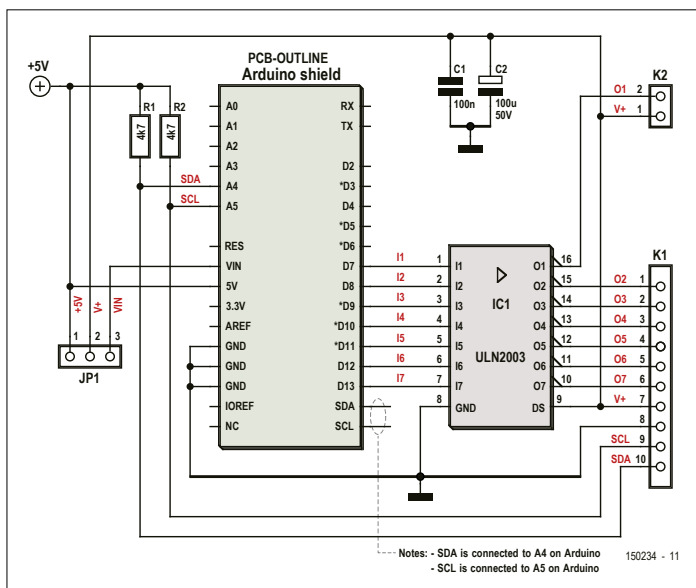 PCB-OUTLINE
Arduino shield
+5V
R1 R2
4k7 4k7
SDA
SCL
+5V V+ VIN
1 2 3
JP1
A0 RX
A1 TX
A2
A3 D2
A4 *D3
A5 D4
*D5
RES *D6
VIN D7
5V D8
3.3V *D9
AREF *D10
GND *D11
GND D12
GND D13
IOREF SDA
NC SCL
C1 C2
100n 100u
50V
I1 1 I1 O1 16
I2 2 I2 O2 15
I3 3 I3 O3 14
I4 4 I4 O4 13
I5 5 I5 O5 12
I6 6 I6 O6 11
I7 7 I7 O7 10
8 GND DS 9
IC1
ULN2003
K2
O1 2
V+ 1
K1
O2 1
O3 2
O4 3
O5 4
O6 5
O7 6
V+ 7
8
SCL 9
SDA 10
Notes: - SDA is connected to A4 on Arduino
- SCL is connected to A5 on Arduino
150234 - 11